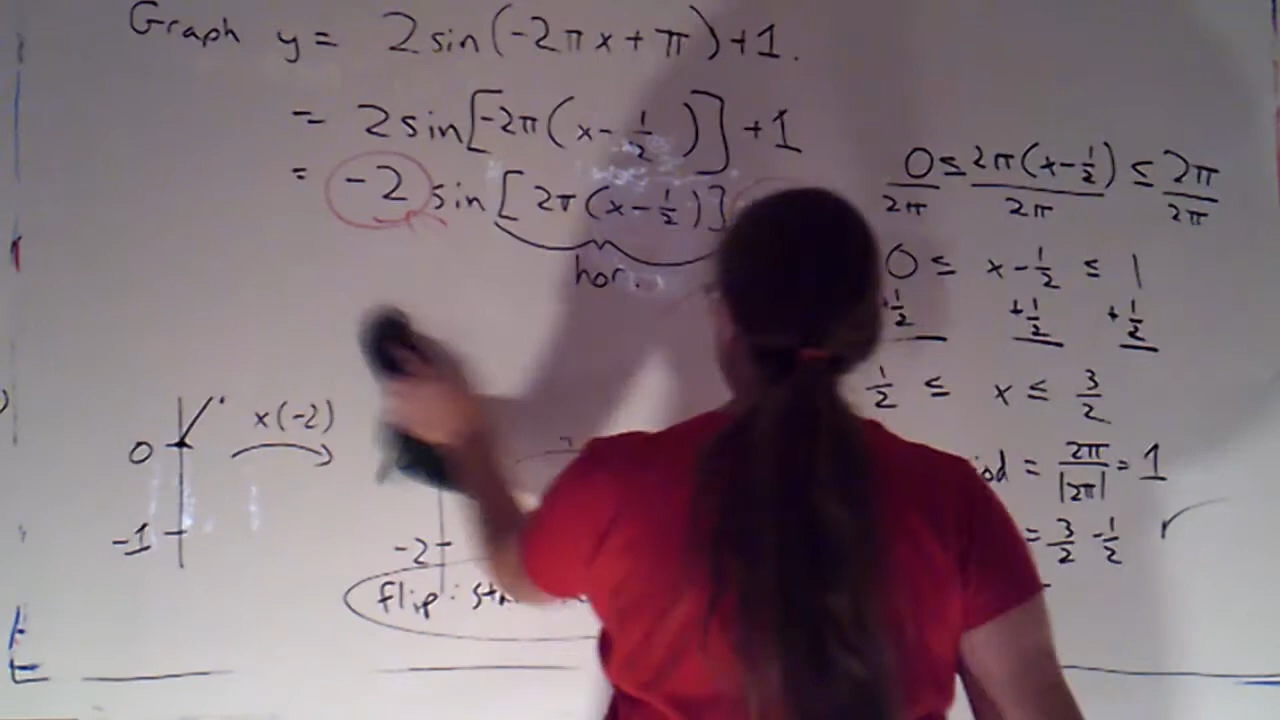 Graph y = 2sin(-2πx+π)+1.
= 2sin[-2π(x-1/2)]+1
= -2 sin[2π(x-1/2)]
hor.
0/2π ≤ 2π(x-1/2)/2π ≤ 2π/2π
0 ≤ x-1/2 ≤ 1
+1/2 +1/2 +1/2
1/2 ≤ x ≤ 3/2
= 2π/|2π| = 1
= 3/2 - 1/2
0
x(-2)
-1
-2
flip: